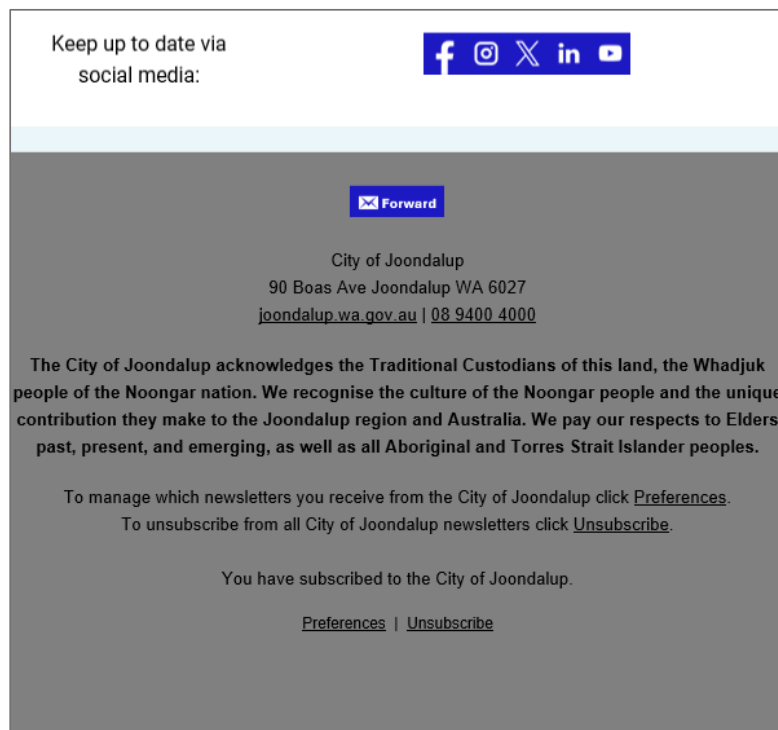 Keep up to date via
social media:
Forward
City of Joondalup
90 Boas Ave Joondalup WA 6027
joondalup.wa.gov.au | 08 9400 4000
The City of Joondalup acknowledges the Traditional Custodians of this land, the Whadjuk
people of the Noongar nation. We recognise the culture of the Noongar people and the unique
contribution they make to the Joondalup region and Australia. We pay our respects to Elders
past, present, and emerging, as well as all Aboriginal and Torres Strait Islander peoples.
To manage which newsletters you receive from the City of Joondalup click Preferences.
To unsubscribe from all City of Joondalup newsletters click Unsubscribe.
You have subscribed to the City of Joondalup.
Preferences | Unsubscribe